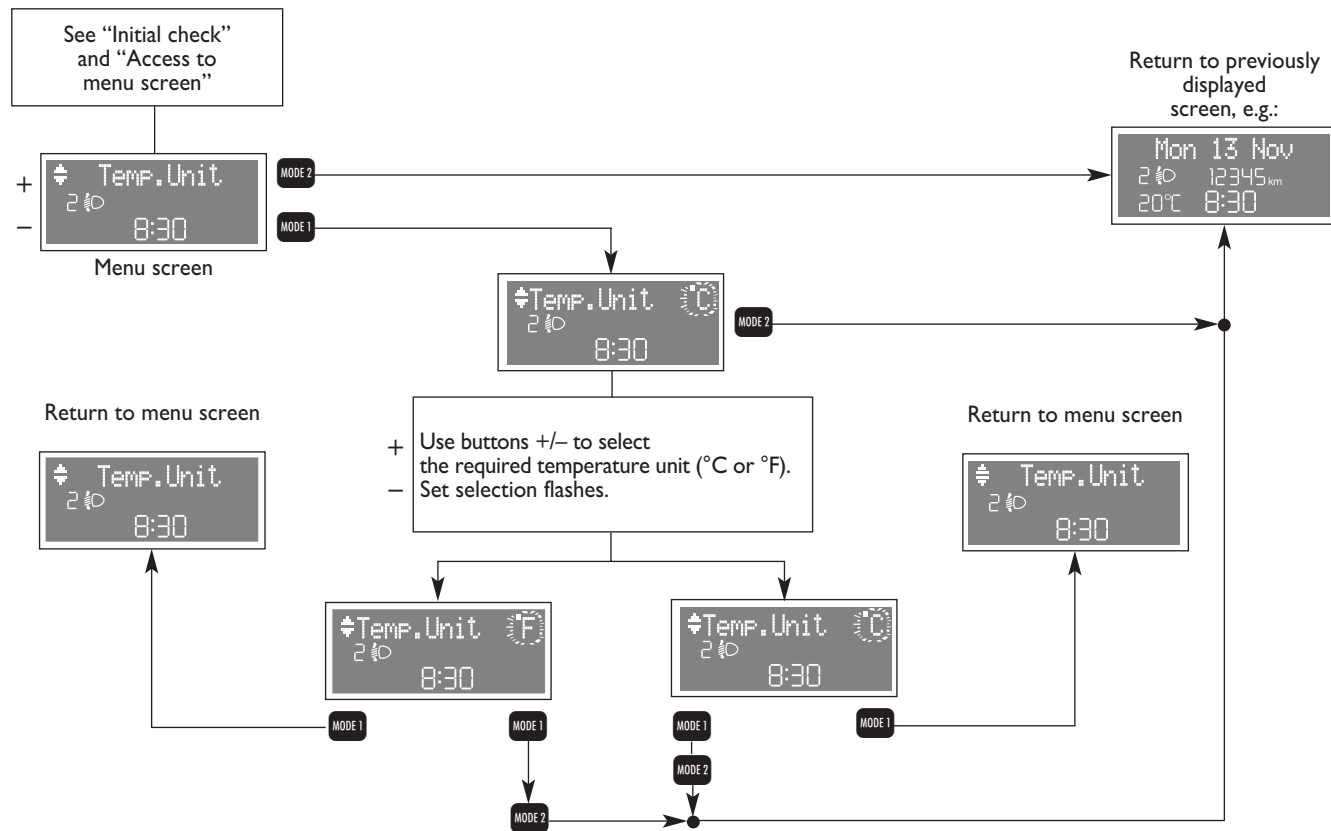 See “Initial check”
and “Access to
menu screen”
Return to previously
displayed
screen, e.g.:
+
–
Temp.Unit
2
8:30
MODE 2
MODE 1
Menu screen
Mon 13 Nov
2 12345 km
20°C 8:30
Temp.Unit °C
2
8:30
MODE 2
Return to menu screen
Temp.Unit
2
8:30
+
–
Use buttons +/– to select
the required temperature unit (°C or °F).
Set selection flashes.
Return to menu screen
Temp.Unit
2
8:30
Temp.Unit °F
2
8:30
Temp.Unit °C
2
8:30
MODE 1
MODE 1
MODE 2
MODE 1
MODE 2
MODE 1